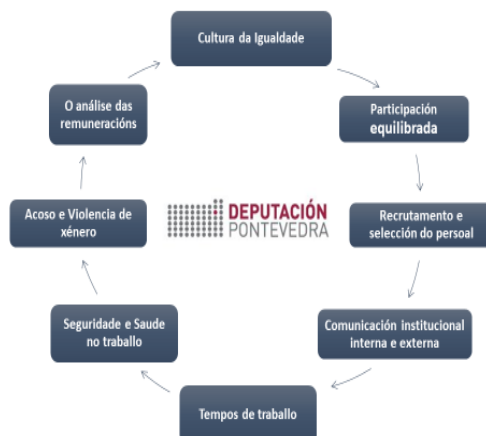 Cultura da Igualdade
Participación
equilibrada
Recrutamento e
selección do persoal
Comunicación institucional
interna e externa
Tempos de traballo
Seguridade e Saude
no traballo
Acoso e Violencia de
xénero
O análise das
remuneracións
DEPUTACIÓN
PONTEVEDRA